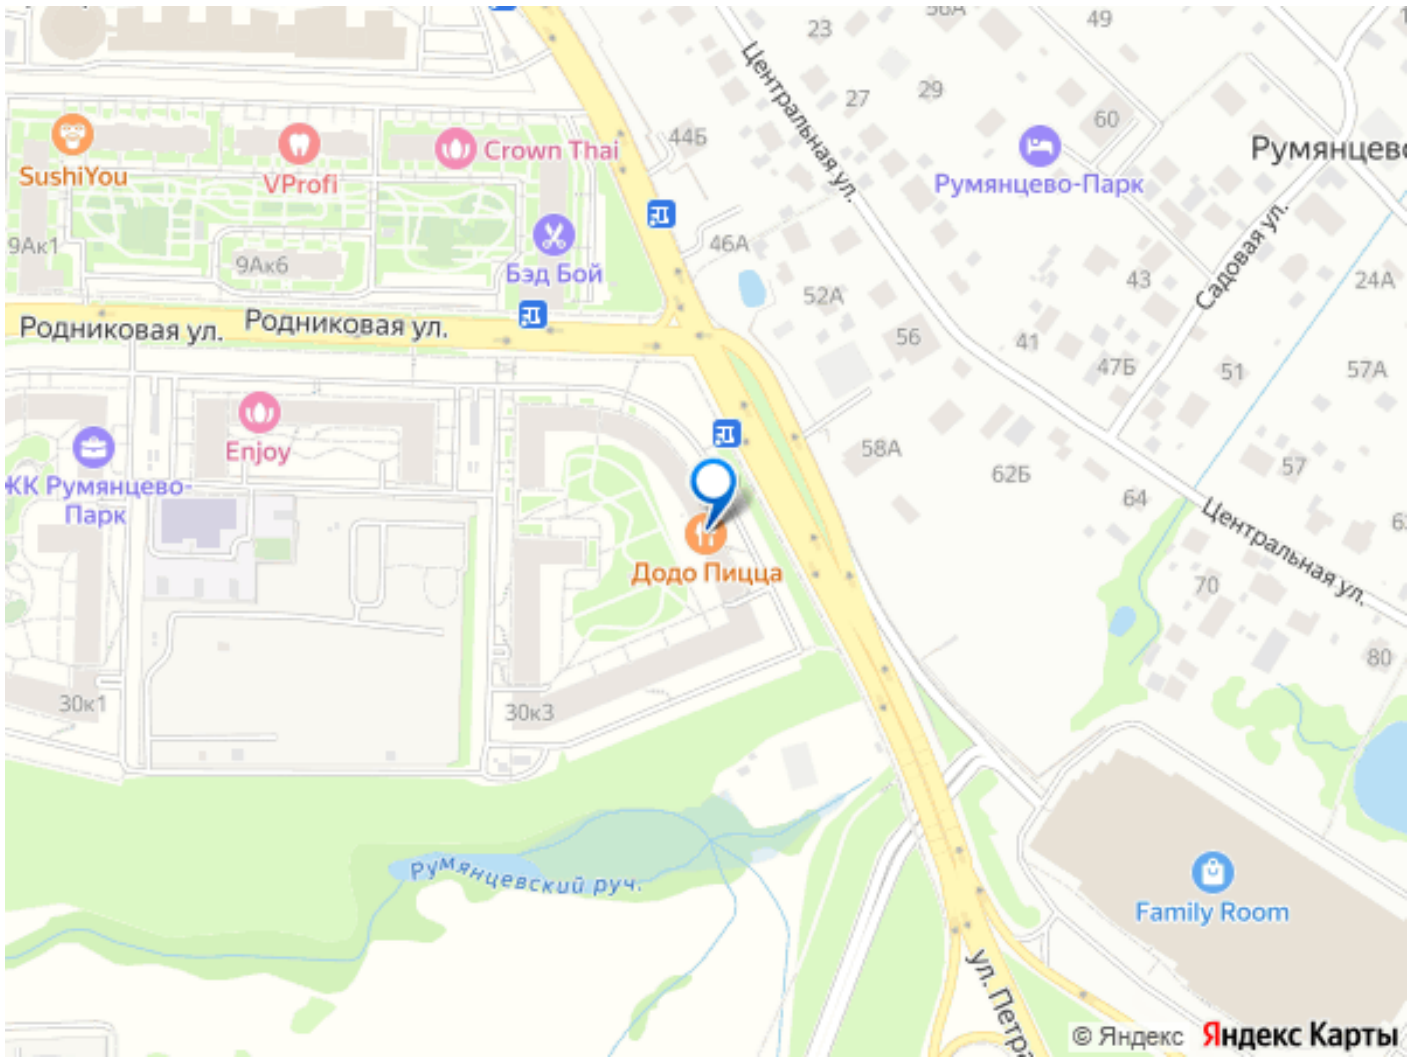 23
56А
49
Центральная ул.
27
29
60
44Б
Румянцево-Парк
SushiYou
VProfi
Crown Thai
9Ак1
9Ак6
Бэд Бой
46А
52А
43
Садовая ул.
24А
Родниковая ул.
Родниковая ул.
56
41
47Б
51
57А
Enjoy
ЖК Румянцево-
Парк
58А
62Б
57
64
Центральная ул.
Додо Пицца
70
80
30к1
30к3
Румянцевский руч.
Family Room
ул. Петра
© Яндекс Яндекс Карты